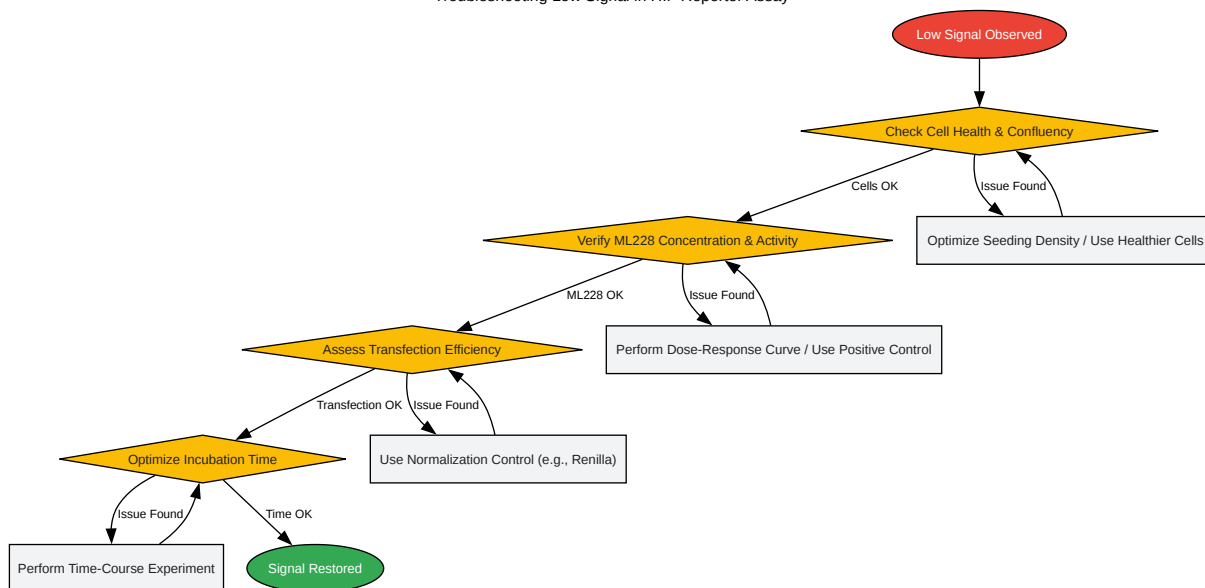 Low Signal Observed
Check Cell Health & Confluency
Cells OK
Issue Found
Verify ML228 Concentration & Activity
Optimize Seeding Density / Use Healthier Cells
ML228 OK
Issue Found
Assess Transfection Efficiency
Perform Dose-Response Curve / Use Positive Control
Transfection OK
Issue Found
Optimize Incubation Time
Use Normalization Control (e.g., Renilla)
Issue Found
Time OK
Perform Time-Course Experiment
Signal Restored